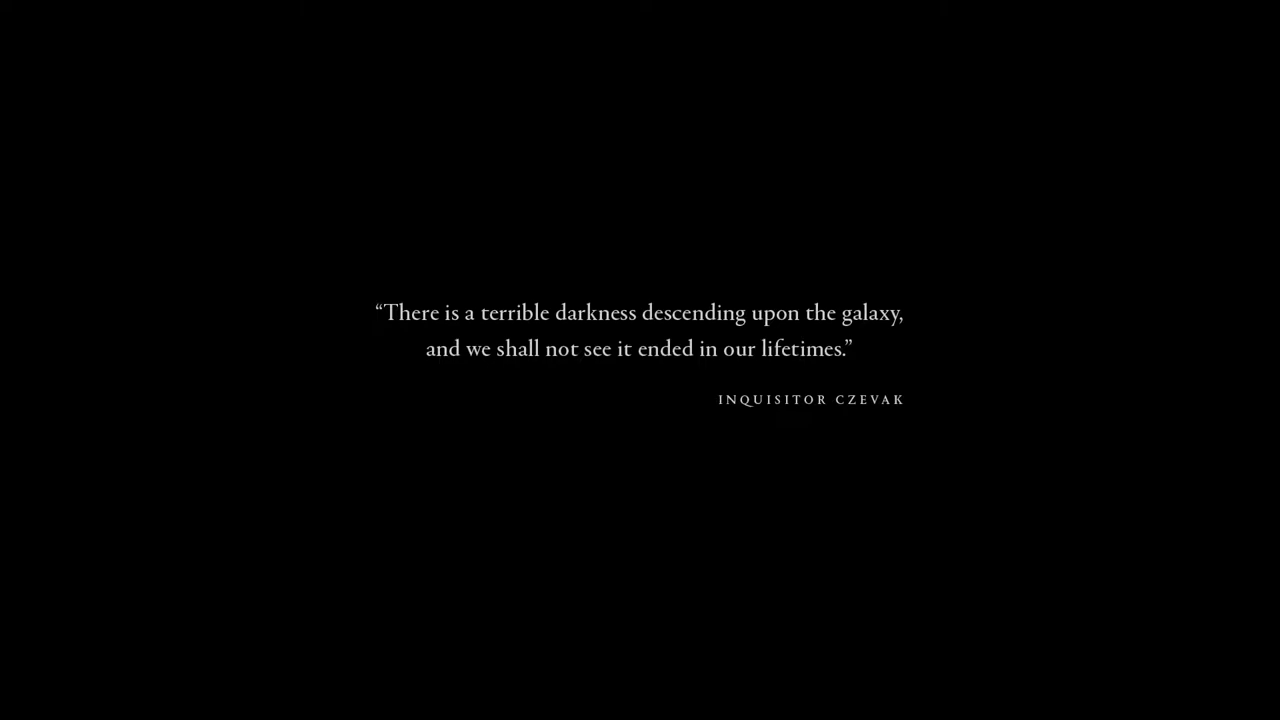 “There is a terrible darkness descending upon the galaxy,
and we shall not see it ended in our lifetimes.”
INQUISITOR CZEVAK